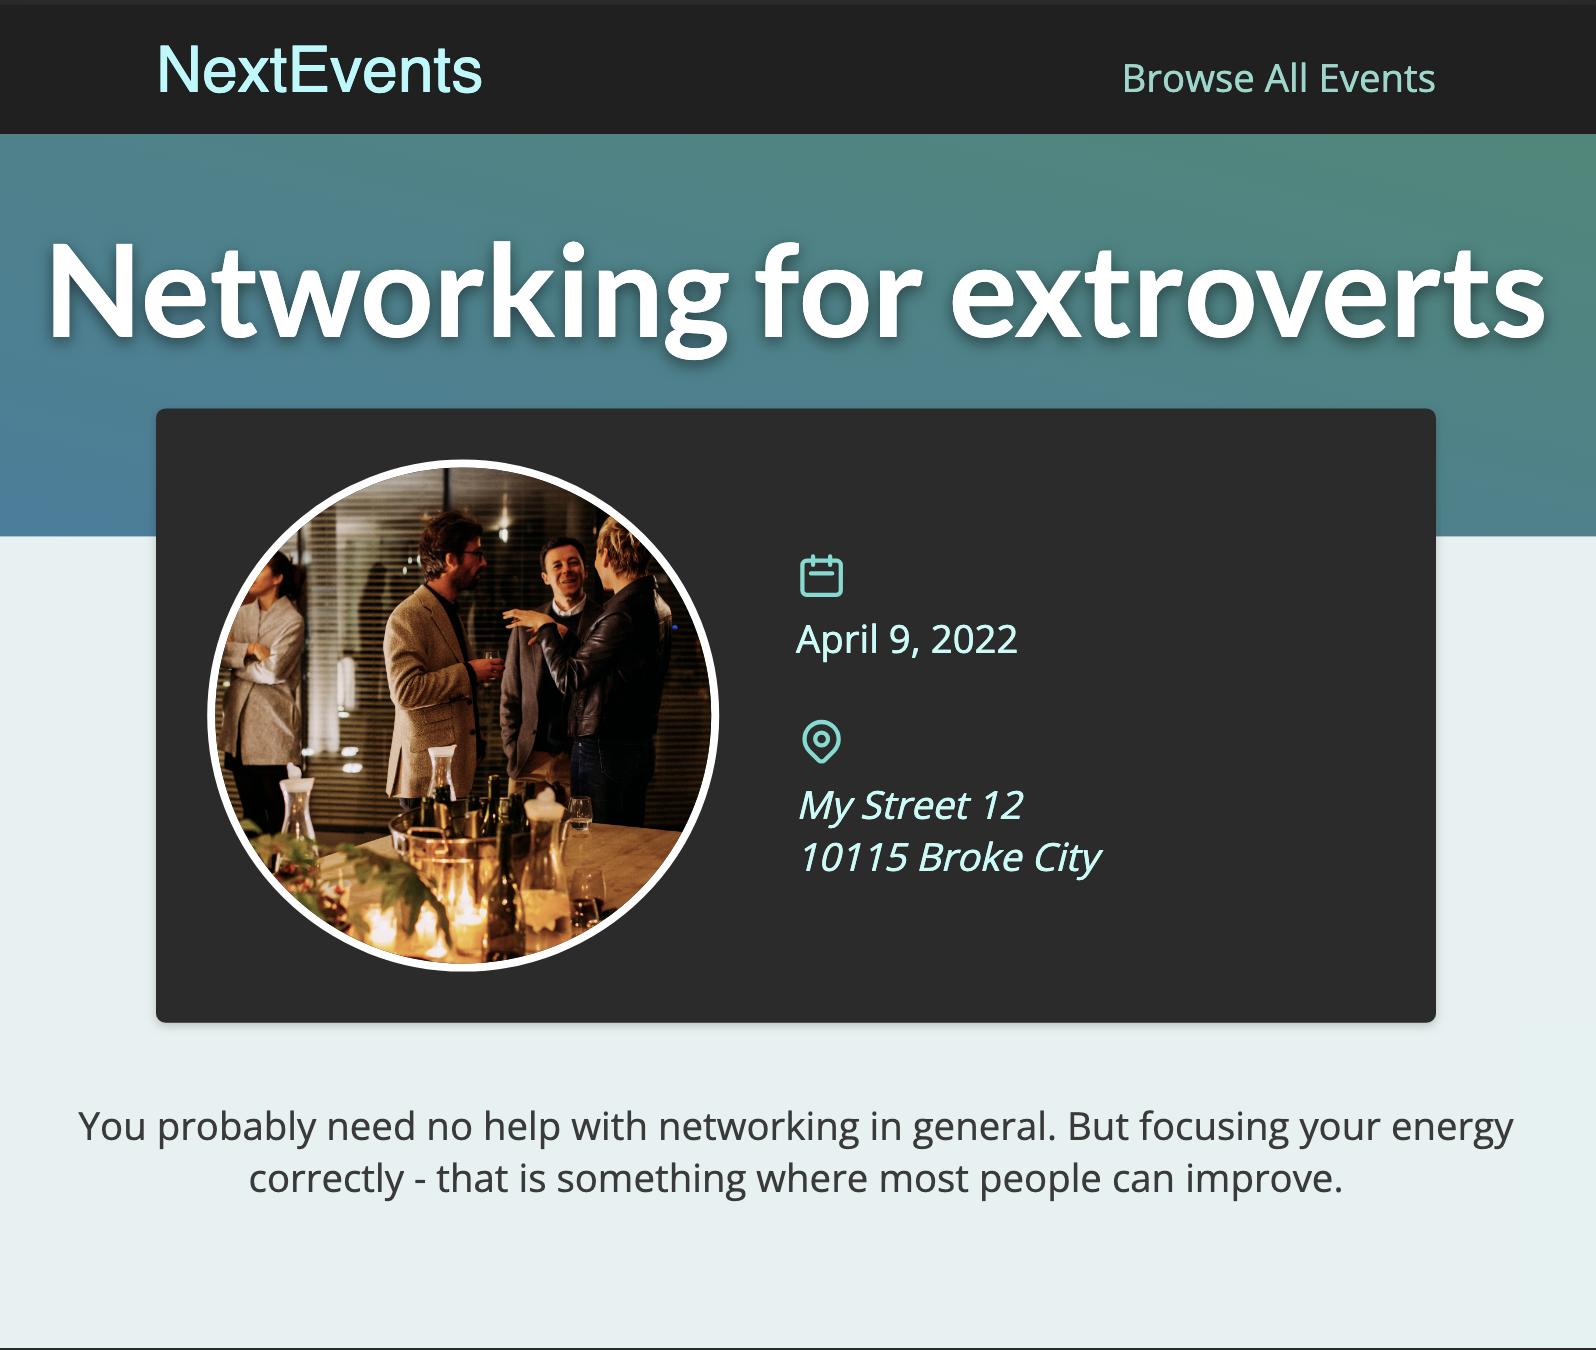 NextEvents
Browse All Events
Networking for extroverts
April 9, 2022
My Street 12
10115 Broke City
You probably need no help with networking in general. But focusing your energy
correctly - that is something where most people can improve.